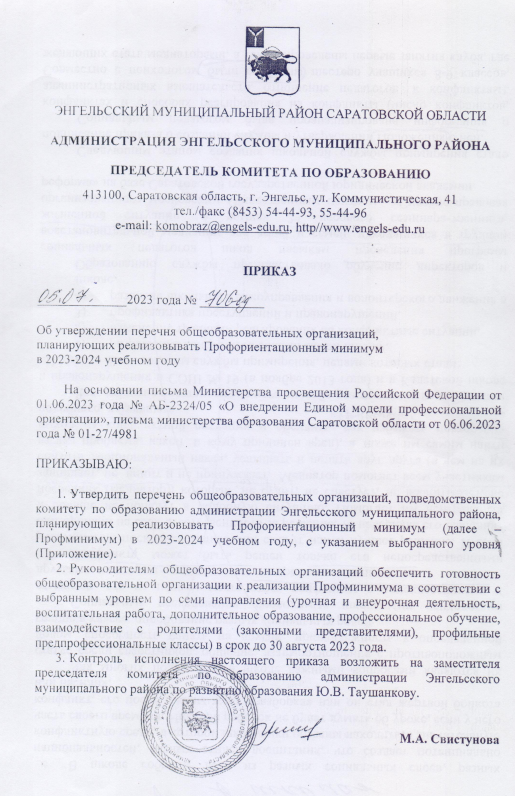 ЭНГЕЛЬССКИЙ МУНИЦИПАЛЬНЫЙ РАЙОН САРАТОВСКОЙ ОБЛАСТИ
АДМИНИСТРАЦИЯ ЭНГЕЛЬССКОГО МУНИЦИПАЛЬНОГО РАЙОНА
ПРЕДСЕДАТЕЛЬ КОМИТЕТА ПО ОБРАЗОВАНИЮ
413100, Саратовская область, г. Энгельс, ул. Коммунистическая, 41
тел./факс (8453) 54-44-93, 55-44-96
e-mail: komobraz@engels-edu.ru, http//www.engels-edu.ru
ПРИКАЗ
05.07. 2023 года № 706-од
Об утверждении перечня общеобразовательных организаций,
планирующих реализовывать Профориентационный минимум
в 2023-2024 учебном году
На основании письма Министерства просвещения Российской Федерации от
01.06.2023 года № АБ-2324/05 «О внедрении Единой модели профессиональной
ориентации», письма министерства образования Саратовской области от 06.06.2023
года № 01-27/4981
ПРИКАЗЫВАЮ:
1. Утвердить перечень общеобразовательных организаций, подведомственных
комитету по образованию администрации Энгельсского муниципального района,
планирующих реализовывать Профориентационный минимум (далее –
Профминимум) в 2023-2024 учебном году, с указанием выбранного уровня
(Приложение).
2. Руководителям общеобразовательных организаций обеспечить готовность
общеобразовательной организации к реализации Профминимума в соответствии с
выбранным уровнем по семи направления (урочная и внеурочная деятельность,
воспитательная работа, дополнительное образование, профессиональное обучение,
взаимодействие с родителями (законными представителями), профильные
предпрофессиональные классы) в срок до 30 августа 2023 года.
3. Контроль исполнения настоящего приказа возложить на заместителя
председателя комитета по образованию администрации Энгельсского
муниципального района по развитию образования Ю.В. Таушанкову.
М.А. Свистунова